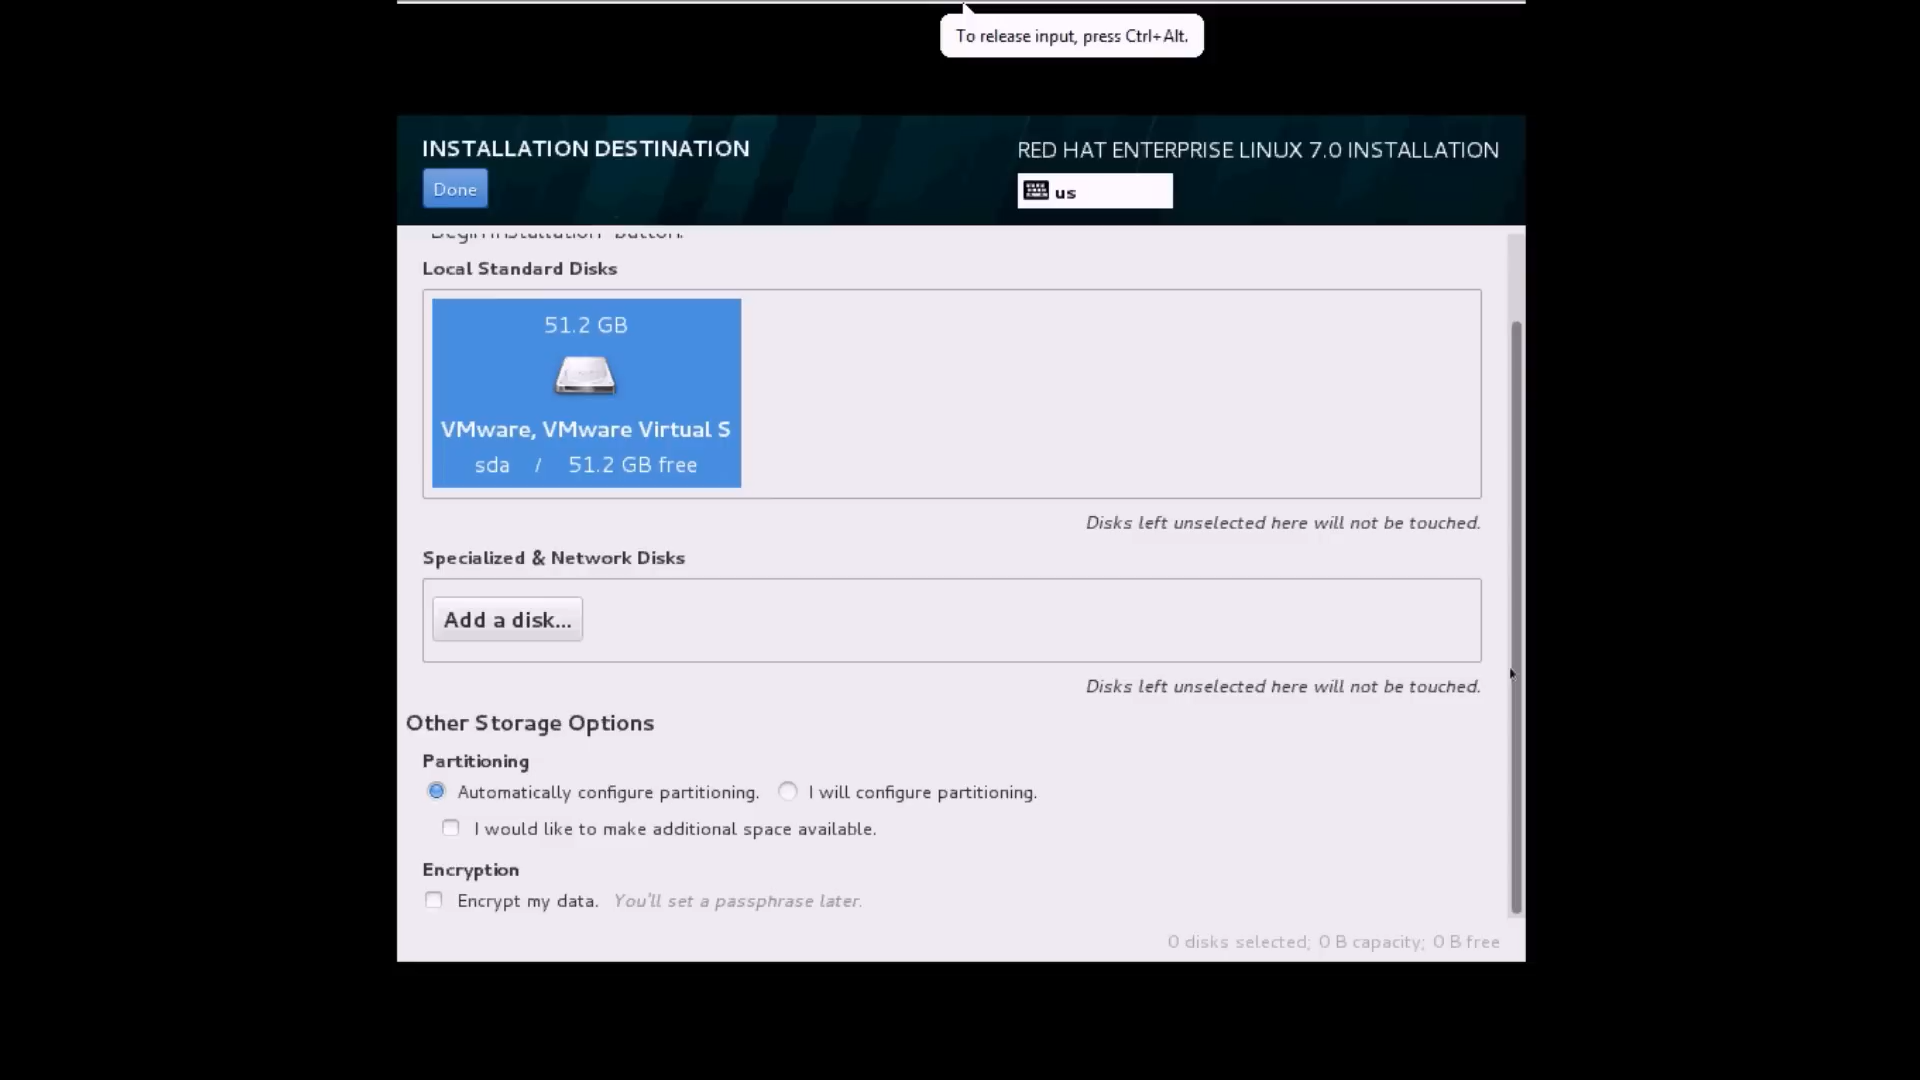 To release input, press Ctrl+Alt.
INSTALLATION DESTINATION
RED HAT ENTERPRISE LINUX 7.0 INSTALLATION
Done
us
"Begin Installation" button.
Local Standard Disks
51.2 GB
VMware, VMware Virtual S
sda / 51.2 GB free
Disks left unselected here will not be touched.
Specialized & Network Disks
Add a disk...
Disks left unselected here will not be touched.
Other Storage Options
Partitioning
Automatically configure partitioning. I will configure partitioning.
I would like to make additional space available.
Encryption
Encrypt my data. You'll set a passphrase later.
0 disks selected; 0 B capacity; 0 B free